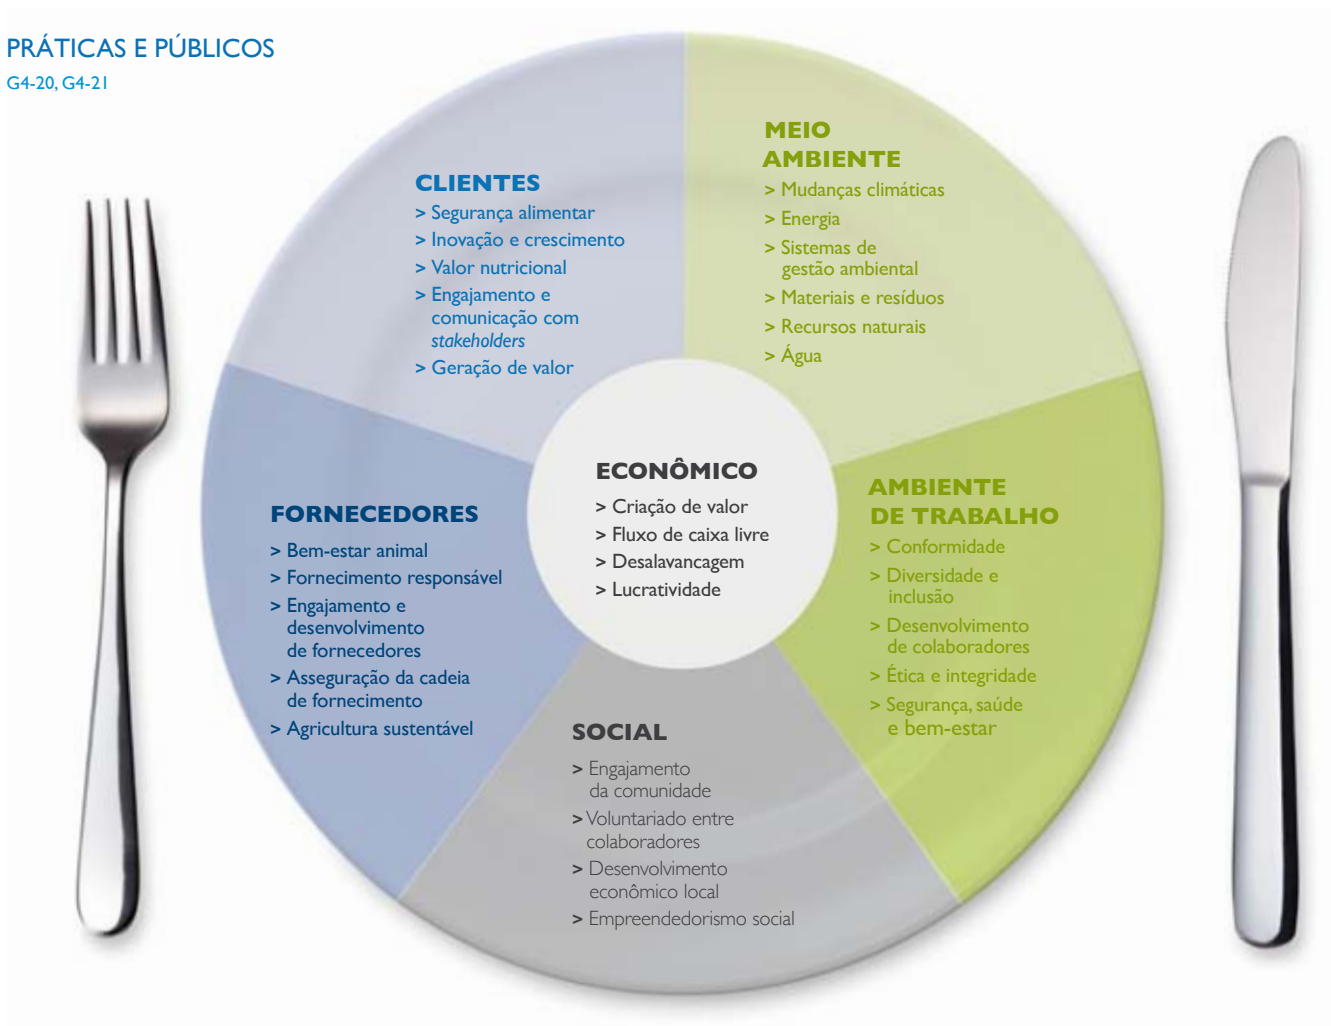 PRÁTICAS E PÚBLICOS
G4-20, G4-21
CLIENTES
> Segurança alimentar
> Inovação e crescimento
> Valor nutricional
> Engajamento e
comunicação com
stakeholders
> Geração de valor
MEIO
AMBIENTE
> Mudanças climáticas
> Energia
> Sistemas de
gestão ambiental
> Materiais e resíduos
> Recursos naturais
> Água
FORNECEDORES
> Bem-estar animal
> Fornecimento responsável
> Engajamento e
desenvolvimento
de fornecedores
> Asseguração da cadeia
de fornecimento
> Agricultura sustentável
ECONÔMICO
> Criação de valor
> Fluxo de caixa livre
> Desalavancagem
> Lucratividade
AMBIENTE
DE TRABALHO
> Conformidade
> Diversidade e
inclusão
> Desenvolvimento
de colaboradores
> Ética e integridade
> Segurança, saúde
e bem-estar
SOCIAL
> Engajamento
da comunidade
> Voluntariado entre
colaboradores
> Desenvolvimento
econômico local
> Empreendedorismo social